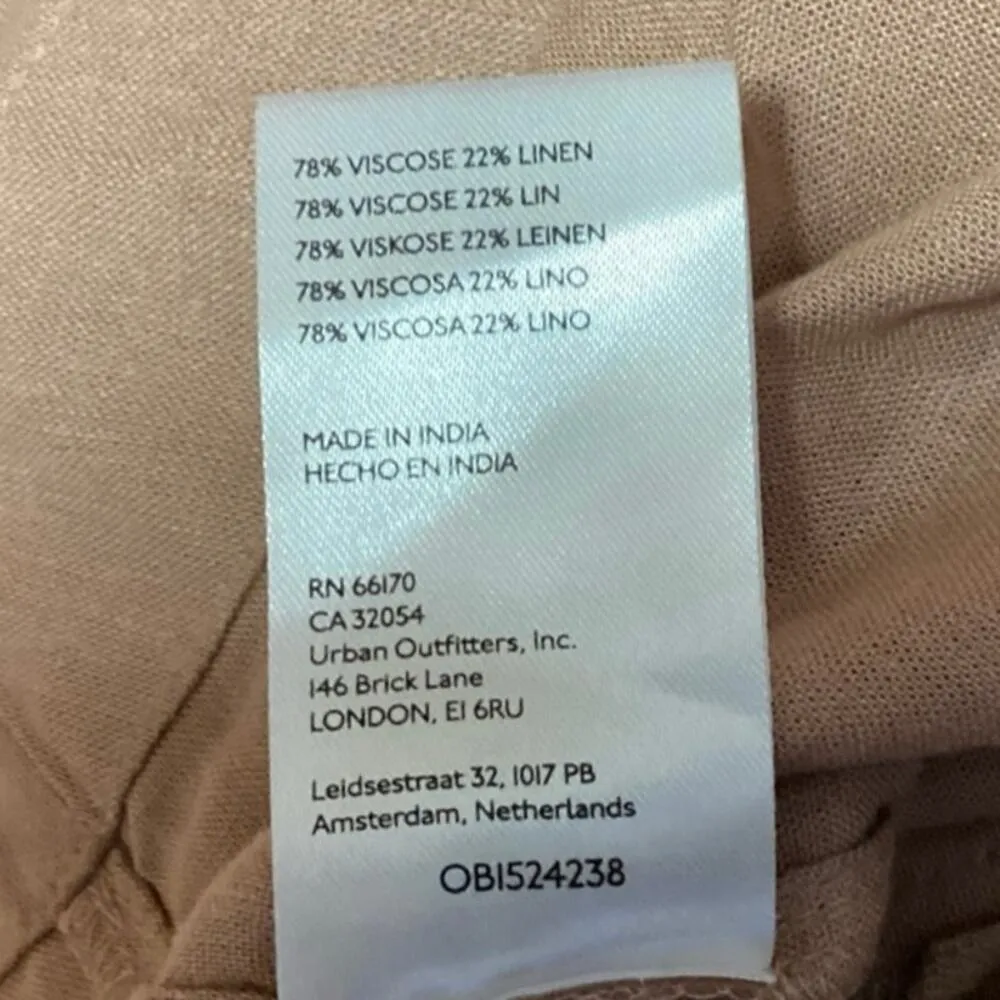 78% VISCOSE 22% LINEN
78% VISCOSE 22% LIN
78% VISKOSE 22% LEINEN
78% VISCOSA 22% LINO
78% VISCOSA 22% LINO
MADE IN INDIA
HECHO EN INDIA
RN 66170
CA 32054
Urban Outfitters, Inc.
146 Brick Lane
LONDON, E1 6RU
Leidsestraat 32, 1017 PB
Amsterdam, Netherlands
OB1524238